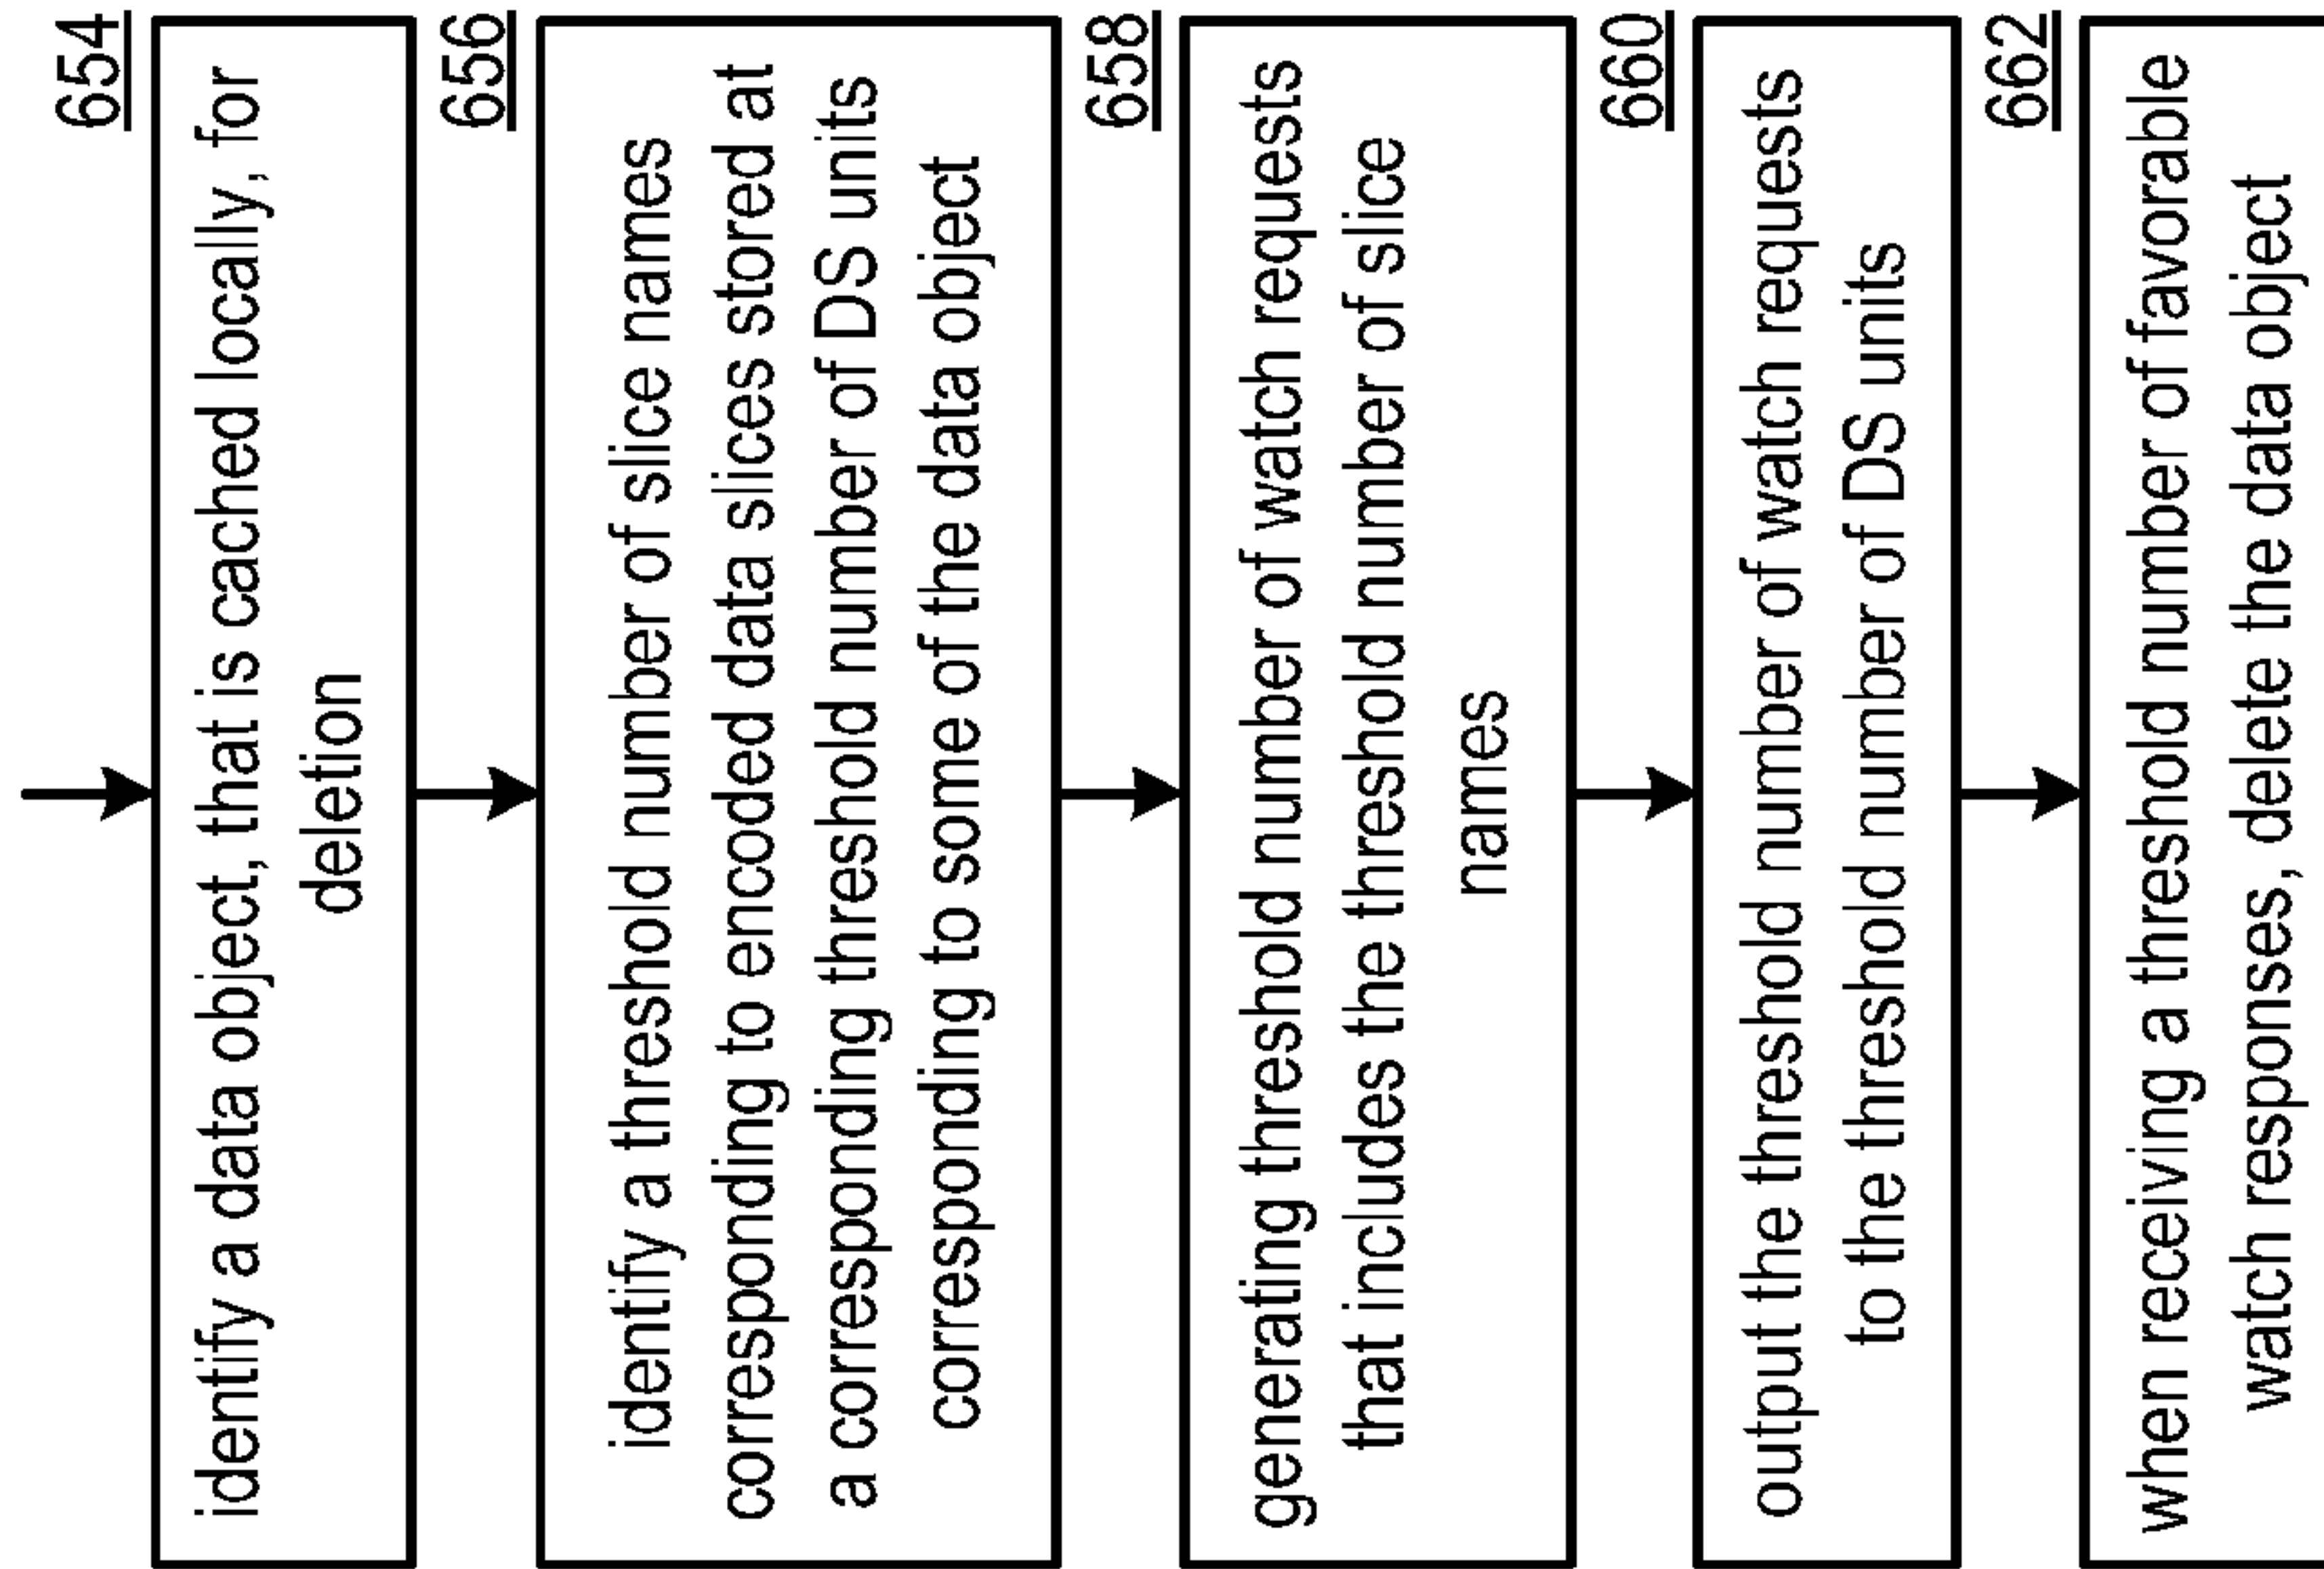 654
identify a data object, that is cached locally, for
deletion
656
identify a threshold number of slice names
corresponding to encoded data slices stored at
a corresponding threshold number of DS units
corresponding to some of the data object
658
generating threshold number of watch requests
that includes the threshold number of slice
names
660
output the threshold number of watch requests
to the threshold number of DS units
662
when receiving a threshold number of favorable
watch responses, delete the data object